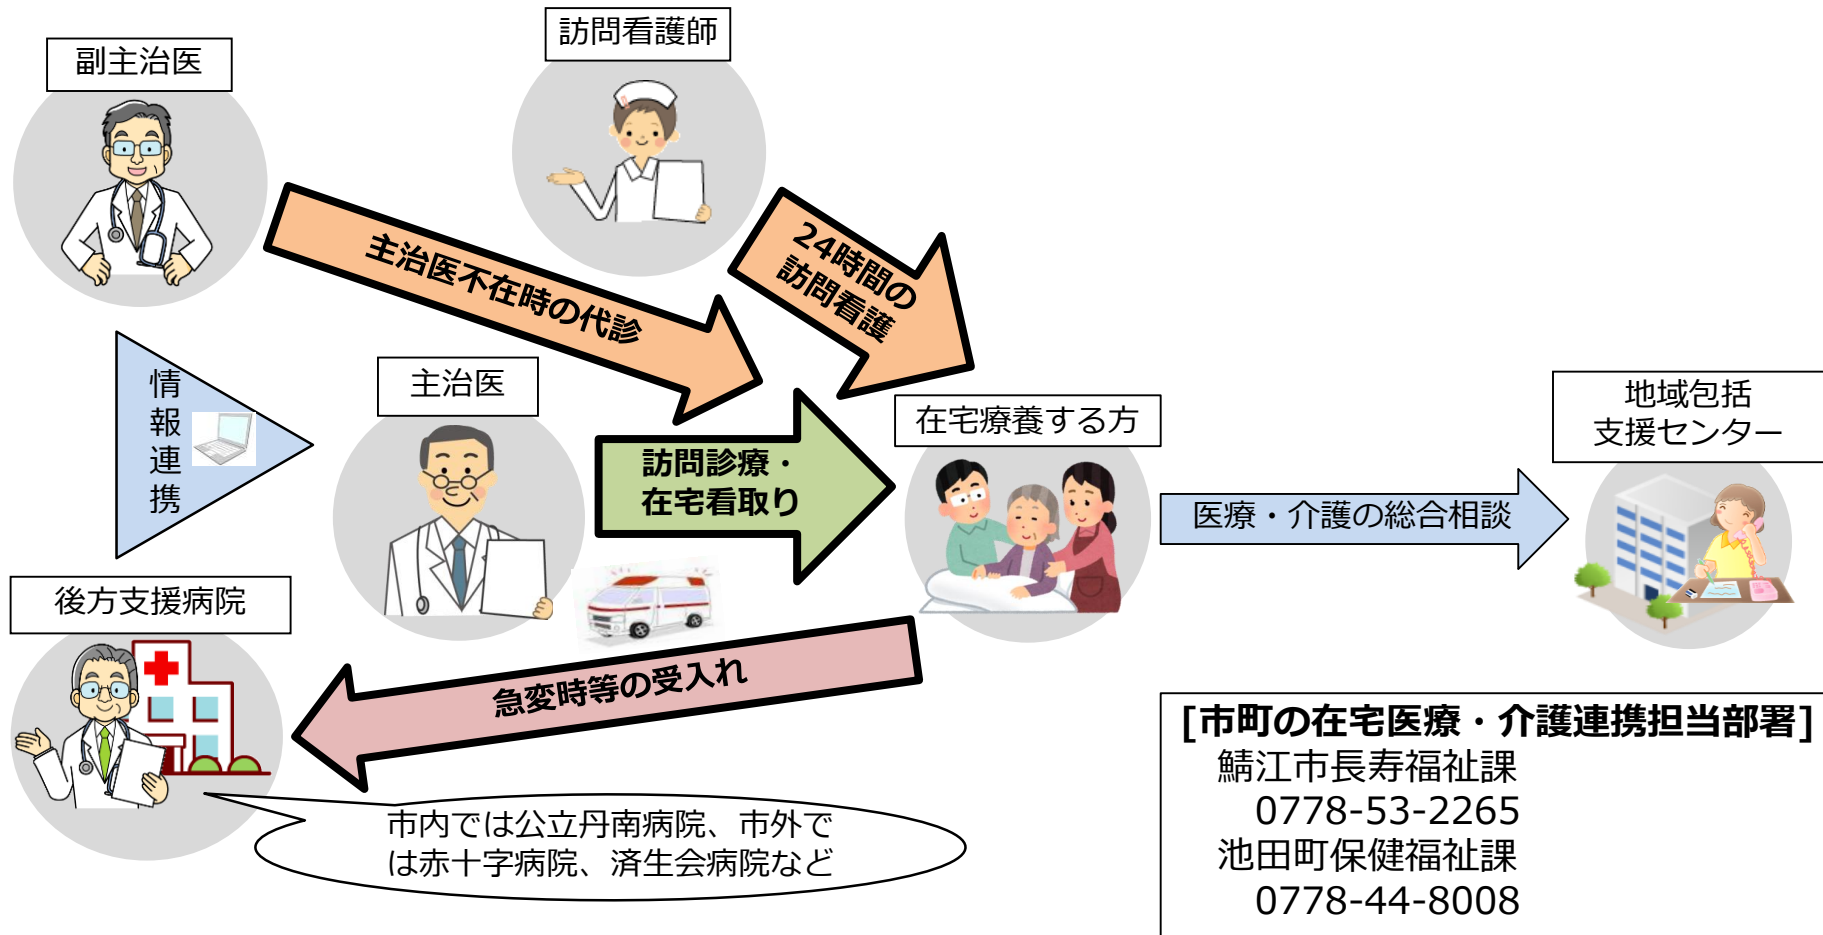 訪問看護師
副主治医
主治医不在時の代診
24時間の
訪問看護
情
報
連
携
主治医
訪問診療・
在宅看取り
在宅療養する方
医療・介護の総合相談
地域包括
支援センター
後方支援病院
急変時等の受入れ
市内では公立丹南病院、市外で
は赤十字病院、済生会病院など
[市町の在宅医療・介護連携担当部署]
鯖江市長寿福祉課
0778-53-2265
池田町保健福祉課
0778-44-8008